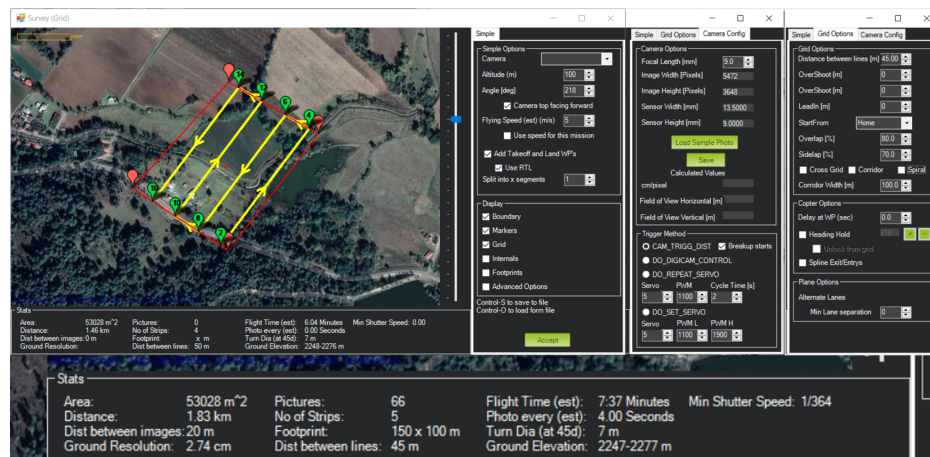 Survey (Grid)
14
12
6
4
10
8
2
Stats
Area: 53028 m^2 Pictures: 0 Flight Time (est): 6:04 Minutes Min Shutter Speed: 0.00
Distance: 1.46 km No of Strips: 4 Photo every (est): 0.00 Seconds
Dist between images: 0 m Footprint: x m Turn Dia (at 45d): 7 m
Ground Resolution: Dist between lines: 50 m Ground Elevation: 2248-2276 m
Simple
Simple Options
Camera
Altitude (m) 100
Angle [deg] 218
Camera top facing forward
Flying Speed (est) (m/s) 5
Use speed for this mission
Add Takeoff and Land WP's
Use RTL
Split into x segments 1
Display
Boundary
Markers
Grid
Internals
Footprints
Advanced Options
Control-S to save to file
Control-O to load form file
Accept
Simple Grid Options Camera Config
Camera Options
Focal Length [mm] 9.0
Image Width [Pixels] 5472
Image Height [Pixels] 3648
Sensor Width [mm] 13.5000
Sensor Height [mm] 9.0000
Load Sample Photo
Save
Calculated Values
cm/pixel
Field of View Horizontal [m]
Field of View Vertical [m]
Trigger Method
CAM_TRIGG_DIST Breakup starts
DO_DIGICAM_CONTROL
DO_REPEAT_SERVO
Servo PWM Cycle Time [s]
5 1100 2
DO_SET_SERVO
Servo PWM L PWM H
5 1100 1900
Simple Grid Options Camera Config
Grid Options
Distance between lines [m] 45.00
OverShoot [m] 0
OverShoot [m] 0
LeadIn [m] 0
StartFrom Home
Overlap [%] 80.0
Sidelap [%] 70.0
Cross Grid Corridor Spiral
Corridor Width [m] 100.0
Copter Options
Delay at WP (sec) 0.0
Heading Hold 218
Unlock from grid
Spline Exit/Entrys
Plane Options
Alternate Lanes
Min Lane separation 0
Stats
Area: 53028 m^2 Pictures: 66 Flight Time (est): 7:37 Minutes Min Shutter Speed: 1/364
Distance: 1.83 km No of Strips: 5 Photo every (est): 4.00 Seconds
Dist between images: 20 m Footprint: 150 x 100 m Turn Dia (at 45d): 7 m
Ground Resolution: 2.74 cm Dist between lines: 45 m Ground Elevation: 2247-2277 m